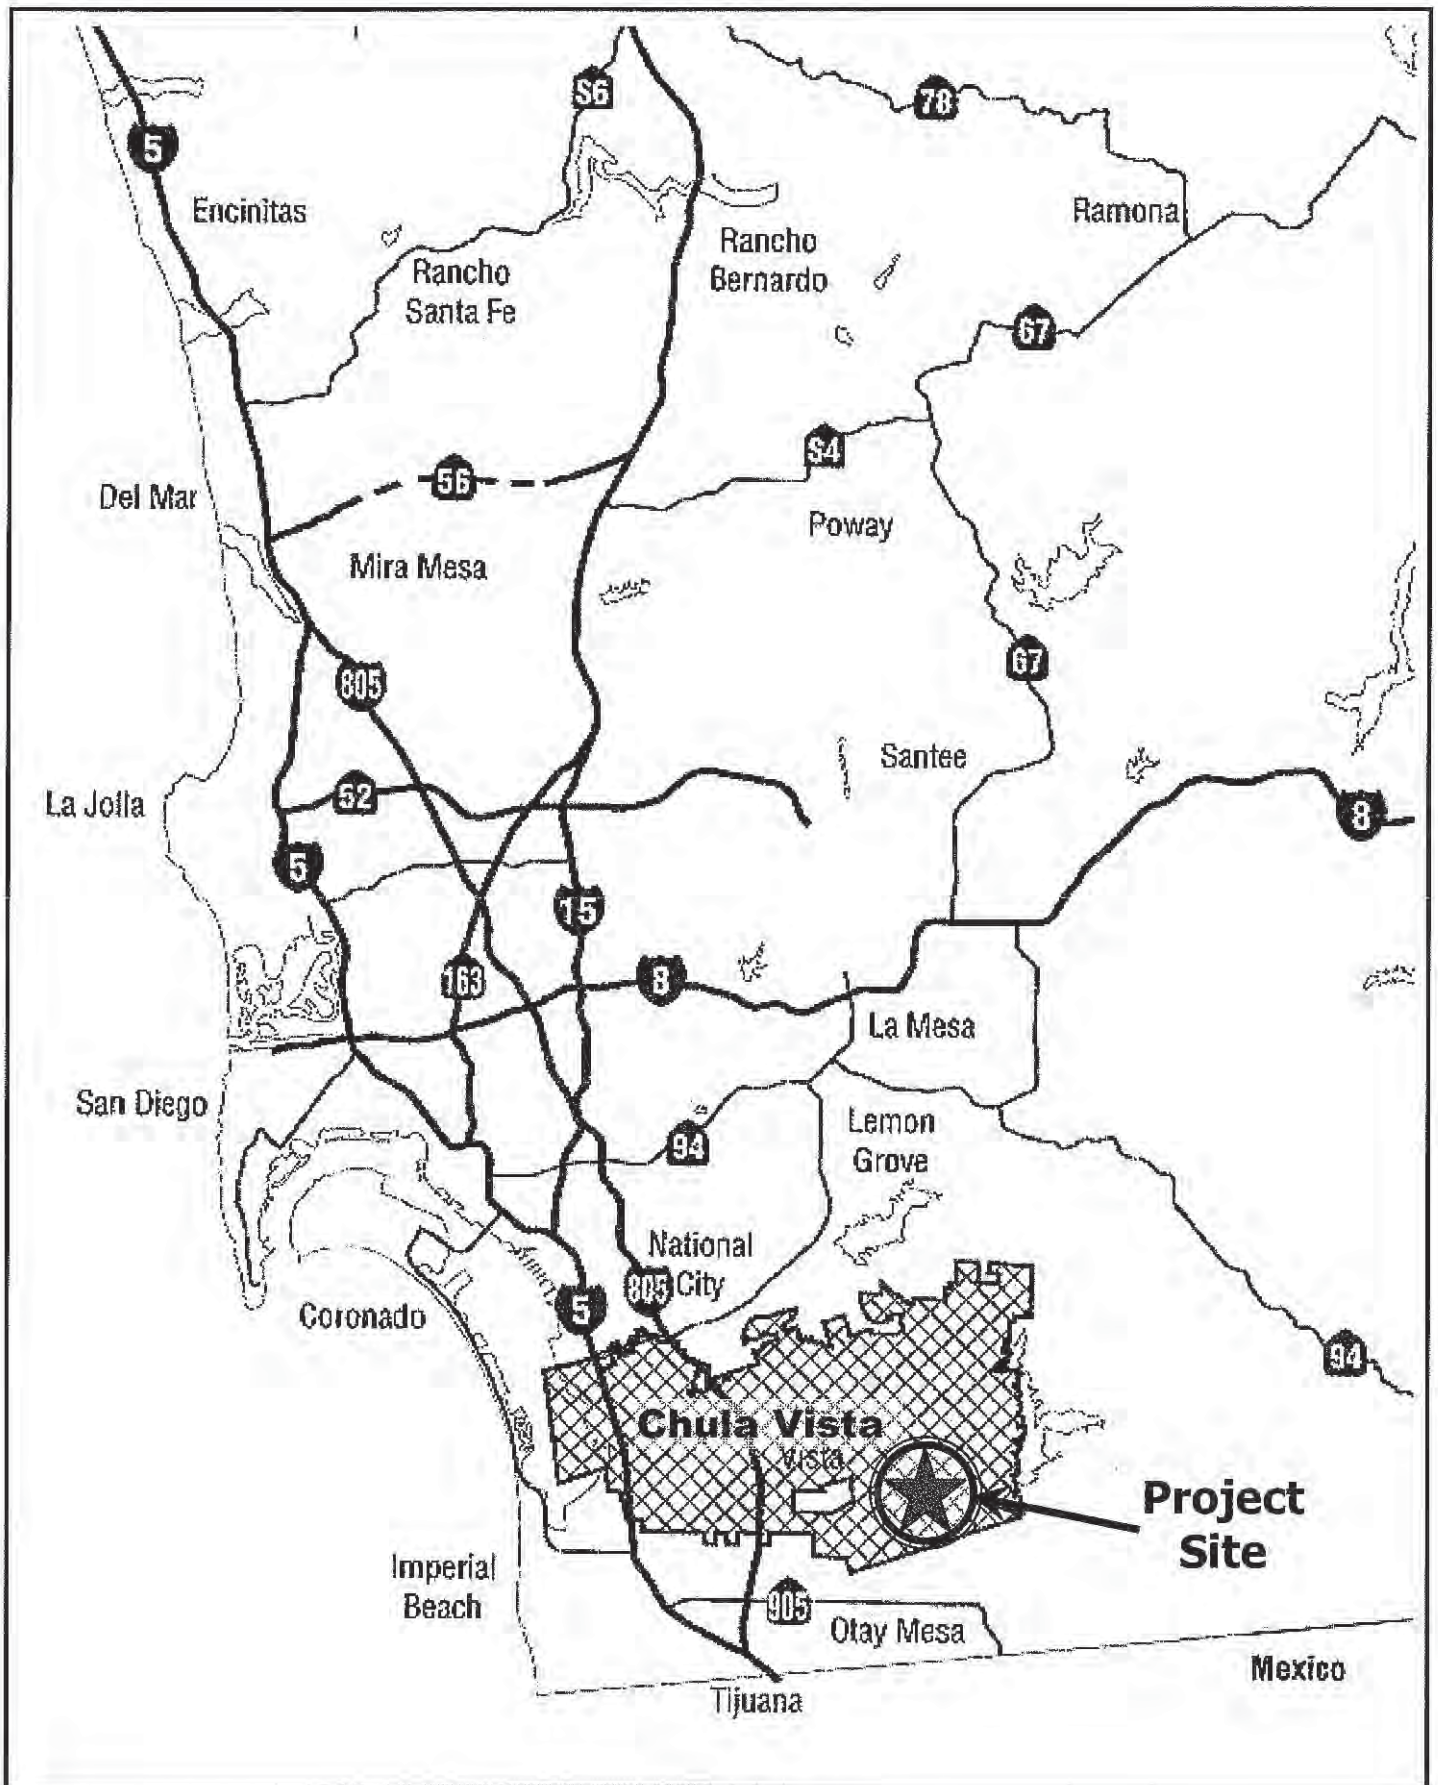 S6
78
5
Encinitas
Ramona
Rancho
Bernardo
Rancho
Santa Fe
67
S4
56
Del Mar
Poway
Mira Mesa
67
805
Santee
52
La Jolla
8
5
15
163
8
La Mesa
San Diego
94
Lemon
Grove
National
City
805
5
Coronado
94
Chula Vista
Vista
Project
Site
Imperial
Beach
905
Otay Mesa
Mexico
Tijuana